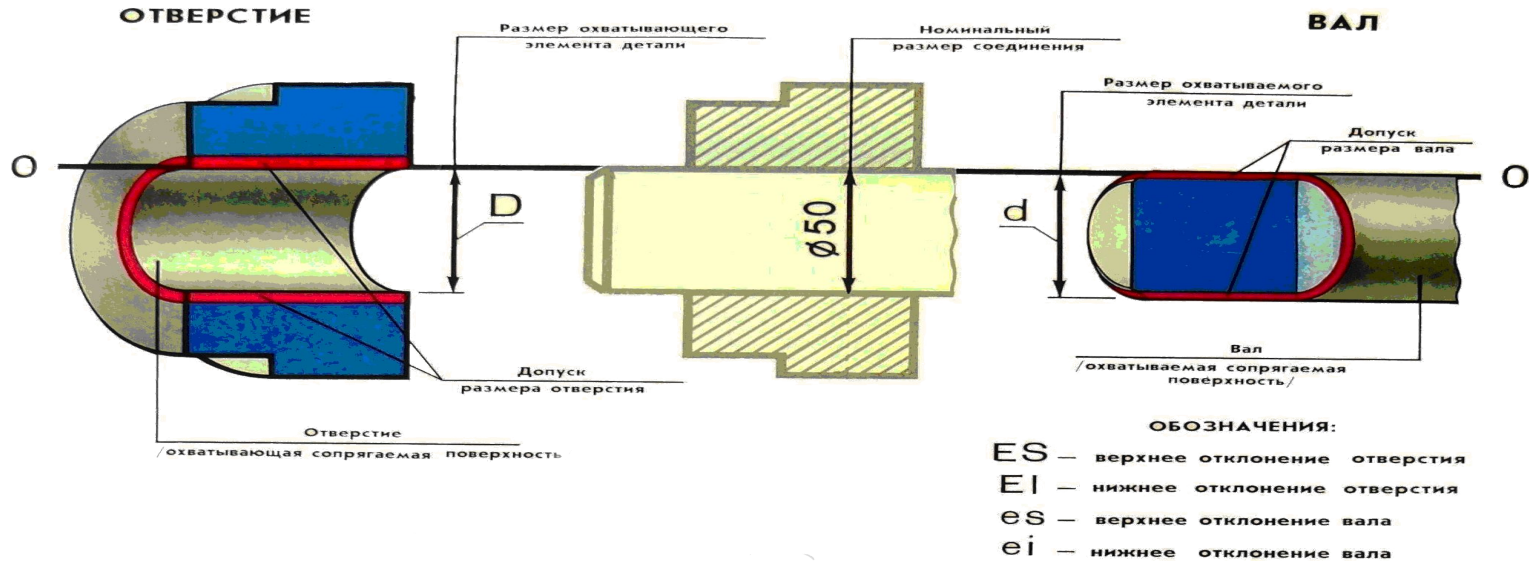 ОТВЕРСТИЕ
Размер охватывающего
элемента детали
Номинальный
размер соединения
ВАЛ
Размер охватываемого
элемента детали
Допуск
размера вала
O
O
D
⌀50
d
Допуск
размера отверстия
Вал
/охватываемая сопрягаемая
поверхность/
Отверстие
/охватывающая сопрягаемая поверхность
ОБОЗНАЧЕНИЯ:
ES – верхнее отклонение отверстия
EI – нижнее отклонение отверстия
es – верхнее отклонение вала
ei – нижнее отклонение вала